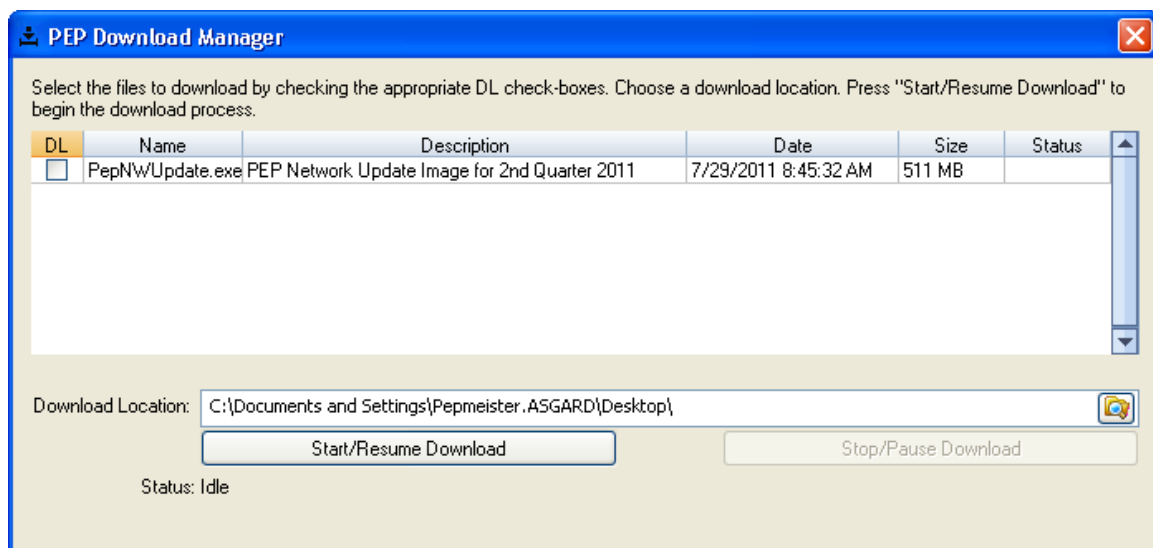 PEP Download Manager
Select the files to download by checking the appropriate DL check-boxes. Choose a download location. Press "Start/Resume Download" to
begin the download process.
DL Name Description Date Size Status
PepNWUpdate.exe PEP Network Update Image for 2nd Quarter 2011 7/29/2011 8:45:32 AM 511 MB
Download Location: C:\Documents and Settings\Pepmeister.ASGARD\Desktop\
Start/Resume Download Stop/Pause Download
Status: Idle